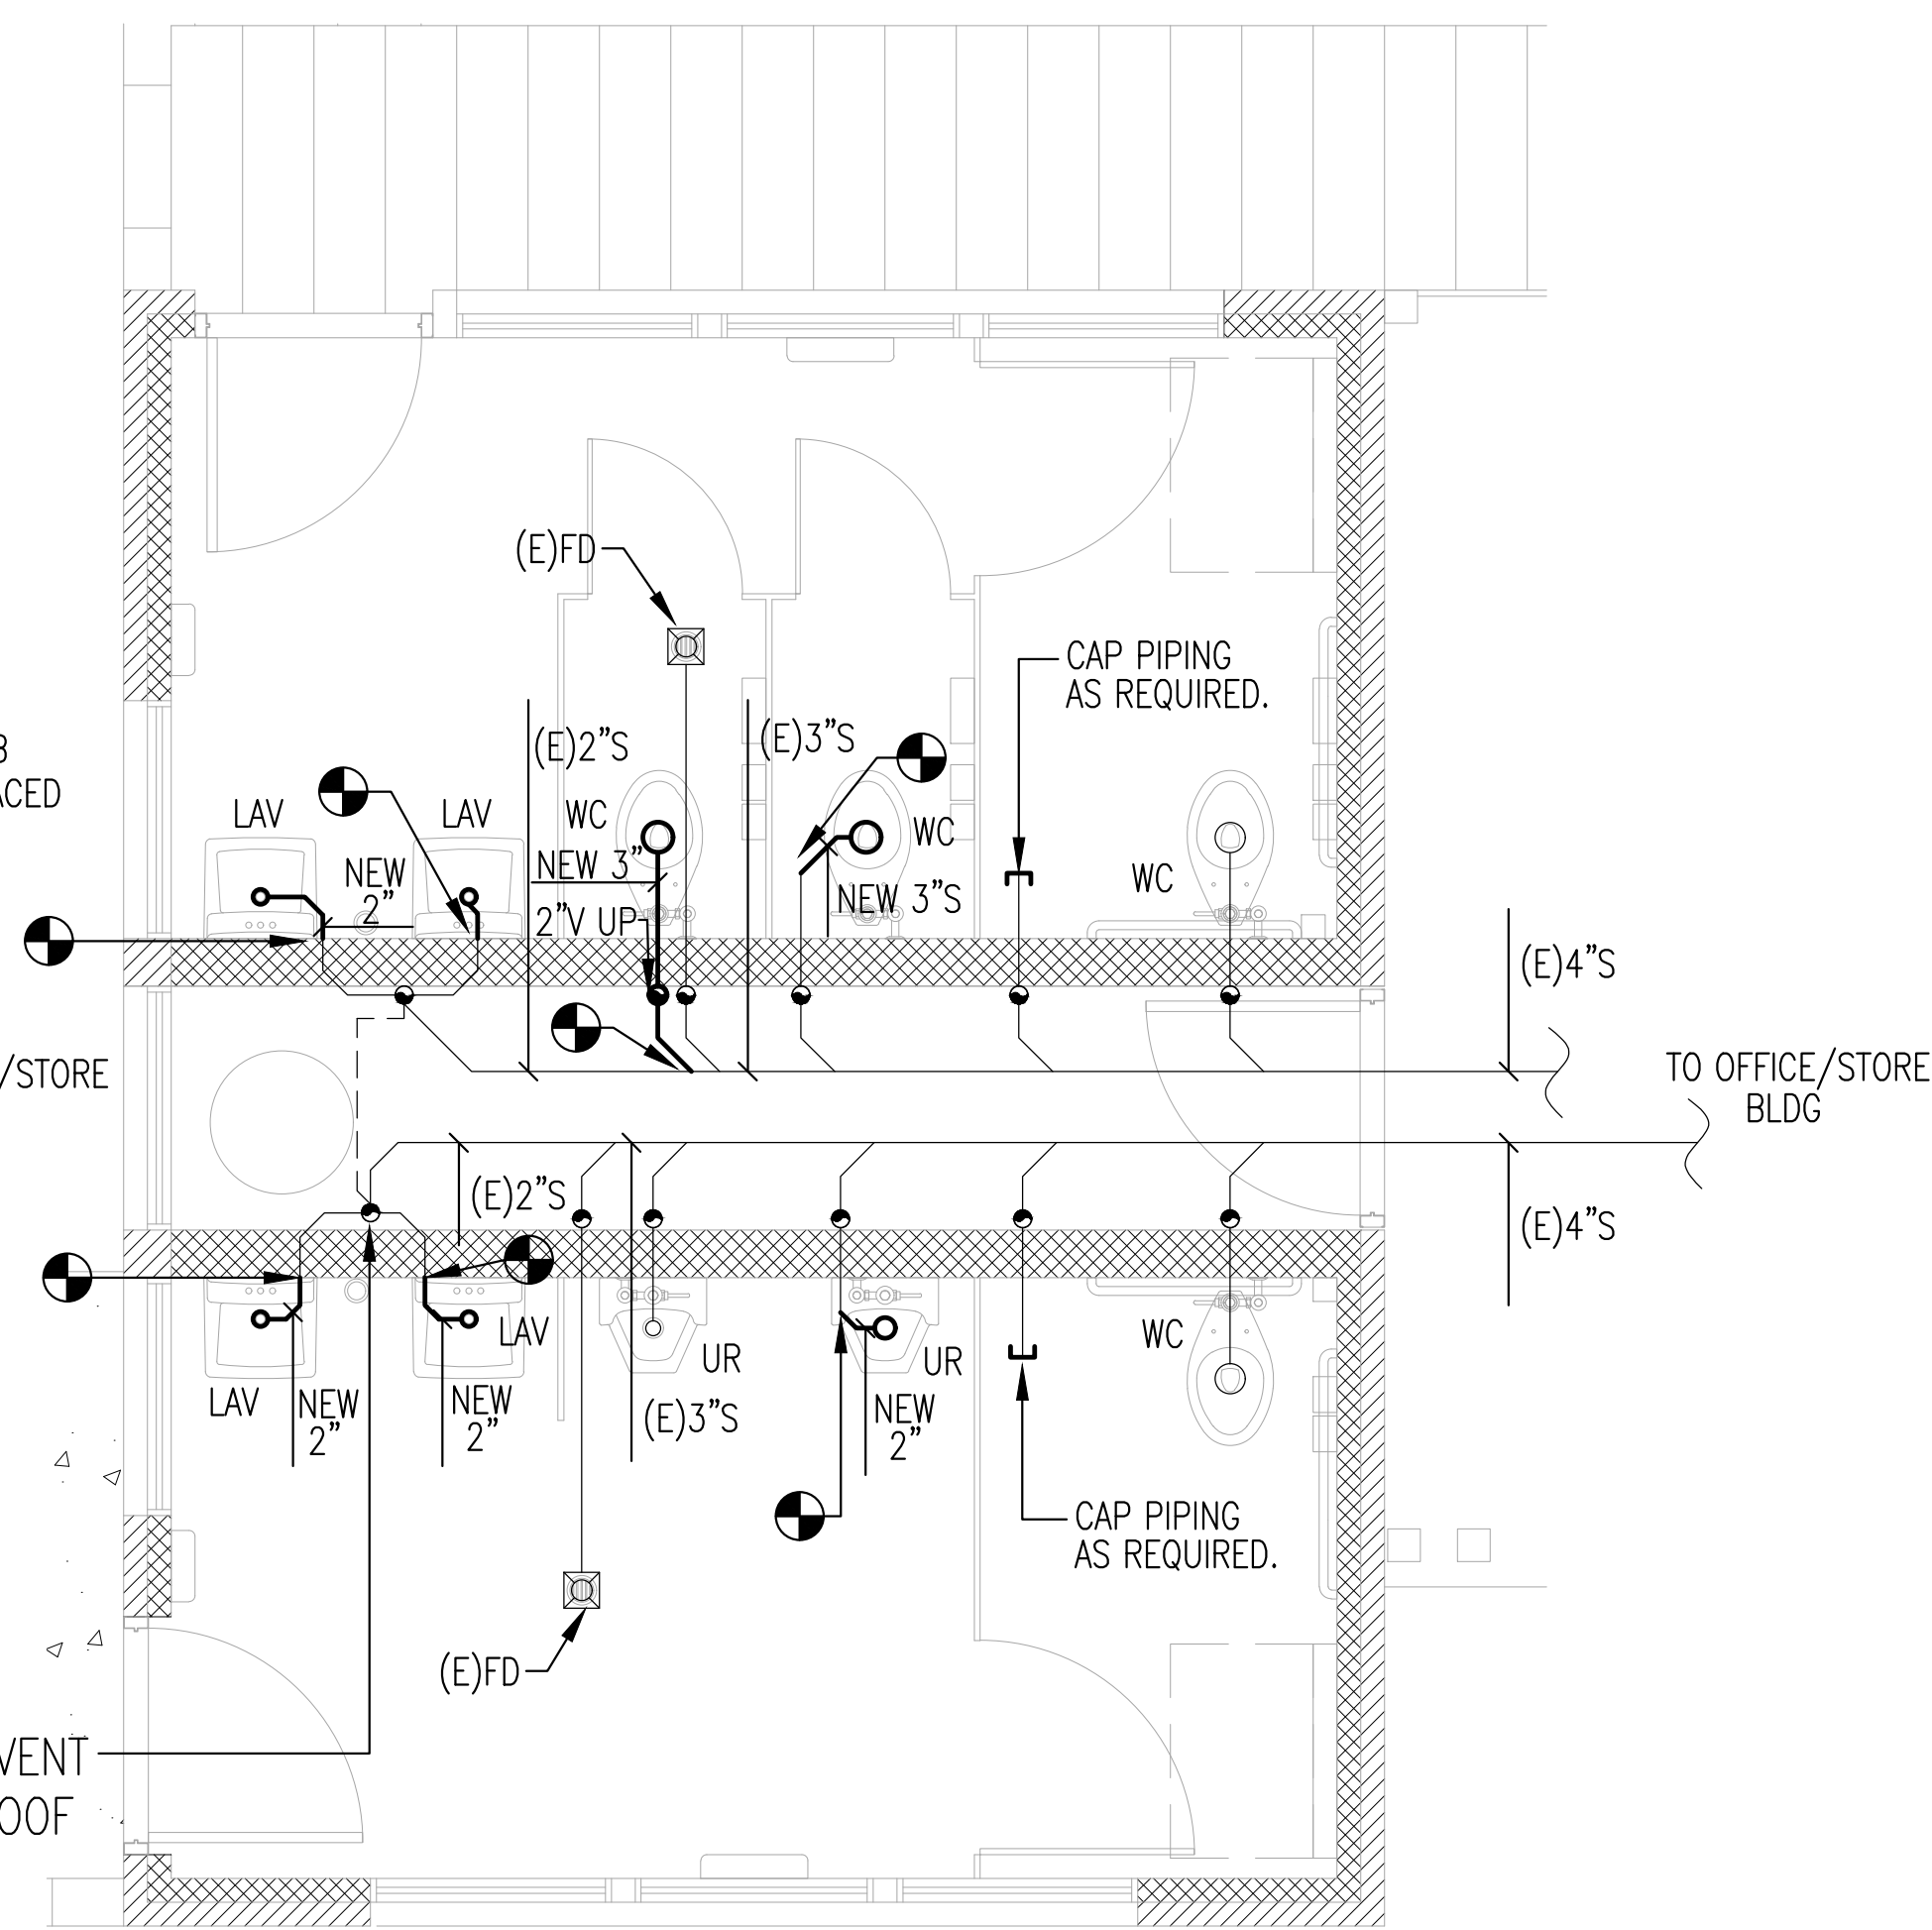 (E)FD
CAP PIPING
AS REQUIRED.
(E)2"S
(E)3"S
ACED
LAV
LAV
WC
WC
WC
NEW
2"
NEW 3"
2"V UP
NEW 3"S
(E)4"S
/STORE
TO OFFICE/STORE
BLDG
(E)2"S
(E)4"S
LAV
LAV
UR
UR
WC
NEW
2"
NEW
2"
(E)3"S
NEW
2"
CAP PIPING
AS REQUIRED.
(E)FD
VENT
OOF